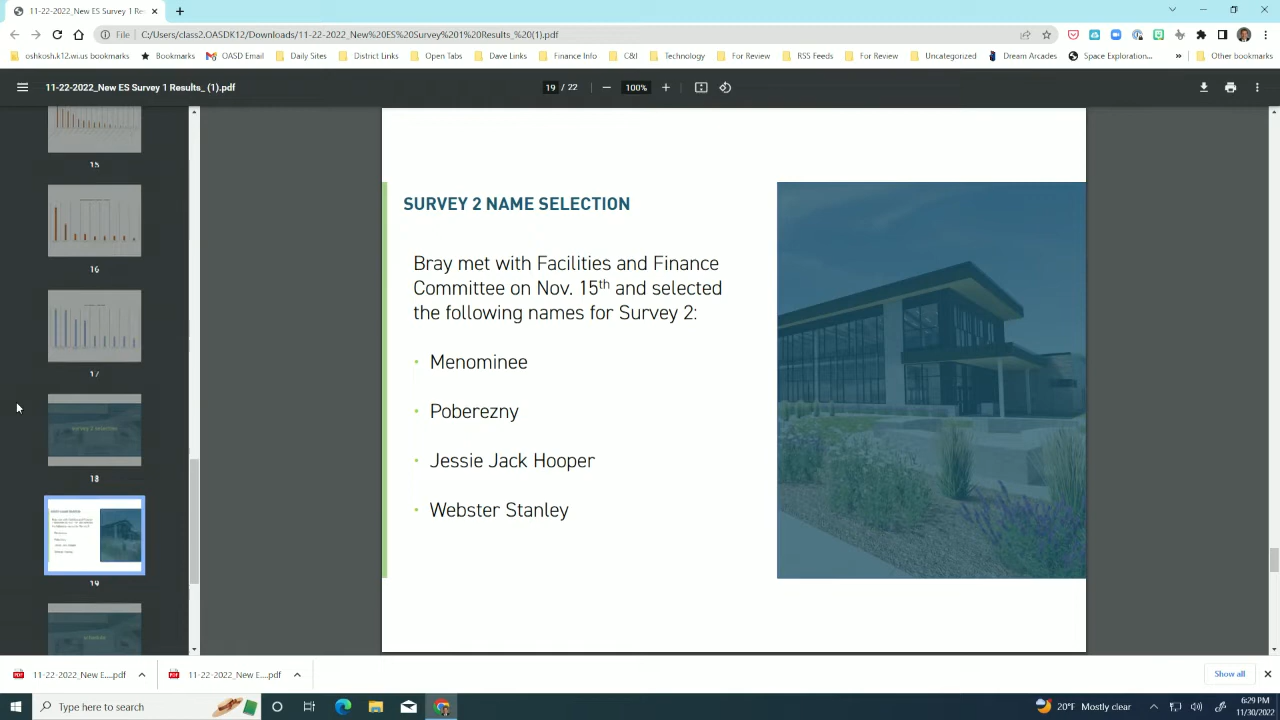 11-22-2022_New ES Survey 1 Re
File
C:/Users/class2.OASDK12/Downloads/11-22-2022_New%20ES%20Survey%201%20Results_%20(1).pdf
oshkosh.k12.wi.us bookmarks
Bookmarks
OASD Email
Daily Sites
District Links
Open Tabs
Dave Links
Finance Info
C&I
Technology
For Review
RSS Feeds
For Review
Uncategorized
Dream Arcades
Space Exploration...
»
Other bookmarks
11-22-2022_New ES Survey 1 Results_ (1).pdf
19 / 22
100%
15
16
17
survey 2 selection
18
19
SURVEY 2 NAME SELECTION
Bray met with Facilities and Finance
Committee on Nov. 15th and selected
the following names for Survey 2:
• Menominee
• Poberezny
• Jessie Jack Hooper
• Webster Stanley
11-22-2022_New E....pdf
11-22-2022_New E....pdf
Show all
Type here to search
20°F Mostly clear
6:29 PM
11/30/2022